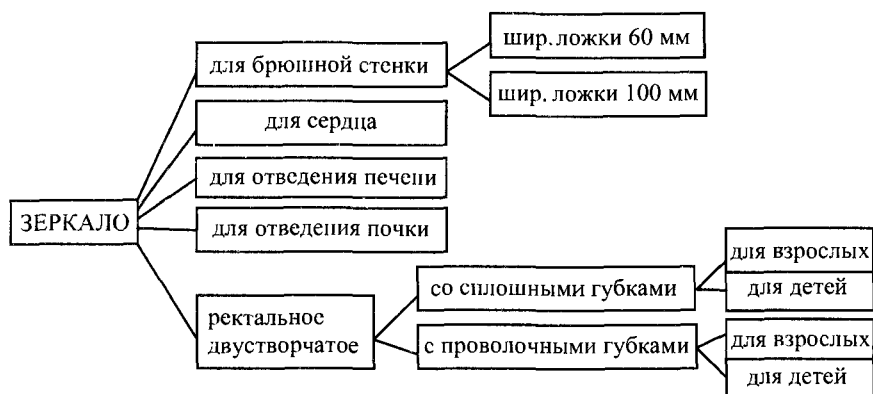 ЗЕРКАЛО
для брюшной стенки
шир. ложки 60 мм
шир. ложки 100 мм
для сердца
для отведения печени
для отведения почки
ректальное
двустворчатое
со сплошными губками
для взрослых
для детей
с проволочными губками
для взрослых
для детей